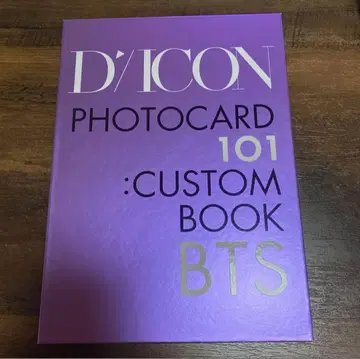 D'/ICON
PHOTOCARD
101
:CUSTOM
BOOK
BTS